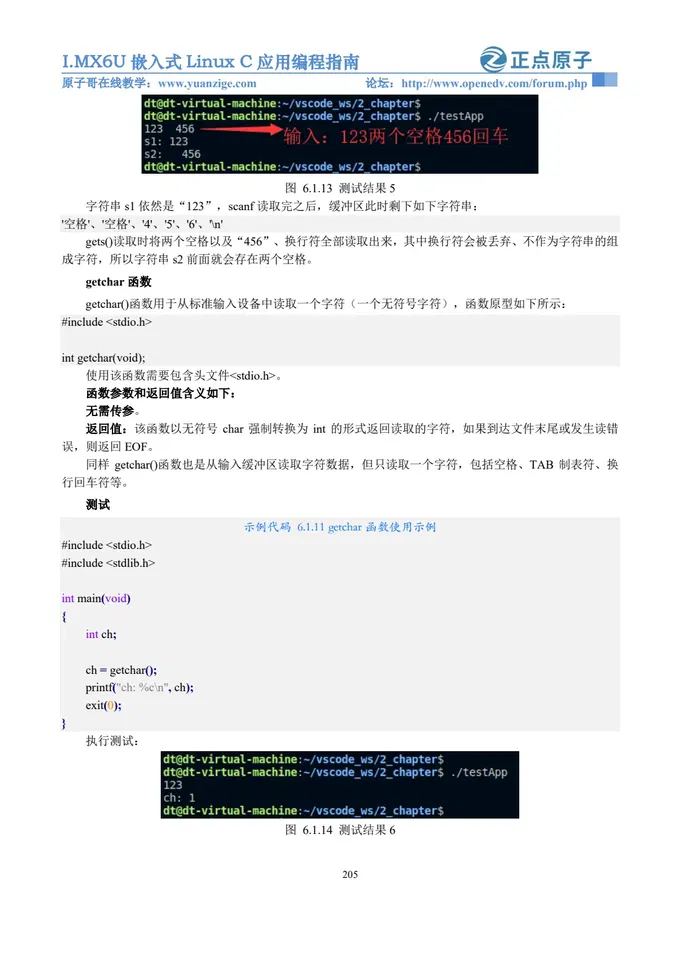 I.MX6U 嵌入式 Linux C 应用编程指南
正点原子
原子哥在线教学：www.yuanzige.com 论坛：http://www.openedv.com/forum.php
dt@dt-virtual-machine:~/vscode_ws/2_chapter$
dt@dt-virtual-machine:~/vscode_ws/2_chapter$ ./testApp
123  456
输入：123两个空格456回车
s1: 123
s2:   456
dt@dt-virtual-machine:~/vscode_ws/2_chapter$
图 6.1.13 测试结果 5
字符串 s1 依然是“123”，scanf 读取完之后，缓冲区此时剩下如下字符串：
'空格'、'空格'、'4'、'5'、'6'、'\n'
gets()读取时将两个空格以及“456”、换行符全部读取出来，其中换行符会被丢弃、不作为字符串的组
成字符，所以字符串 s2 前面就会存在两个空格。
getchar 函数
getchar()函数用于从标准输入设备中读取一个字符（一个无符号字符），函数原型如下所示：
#include <stdio.h>
int getchar(void);
使用该函数需要包含头文件<stdio.h>。
函数参数和返回值含义如下：
无需传参。
返回值：该函数以无符号 char 强制转换为 int 的形式返回读取的字符，如果到达文件末尾或发生读错
误，则返回 EOF。
同样 getchar()函数也是从输入缓冲区读取字符数据，但只读取一个字符，包括空格、TAB 制表符、换
行回车符等。
测试
示例代码 6.1.11 getchar 函数使用示例
#include <stdio.h>
#include <stdlib.h>
int main(void)
{
int ch;
ch = getchar();
printf("ch: %c\n", ch);
exit(0);
}
执行测试：
dt@dt-virtual-machine:~/vscode_ws/2_chapter$
dt@dt-virtual-machine:~/vscode_ws/2_chapter$ ./testApp
123
ch: 1
dt@dt-virtual-machine:~/vscode_ws/2_chapter$
图 6.1.14 测试结果 6
205